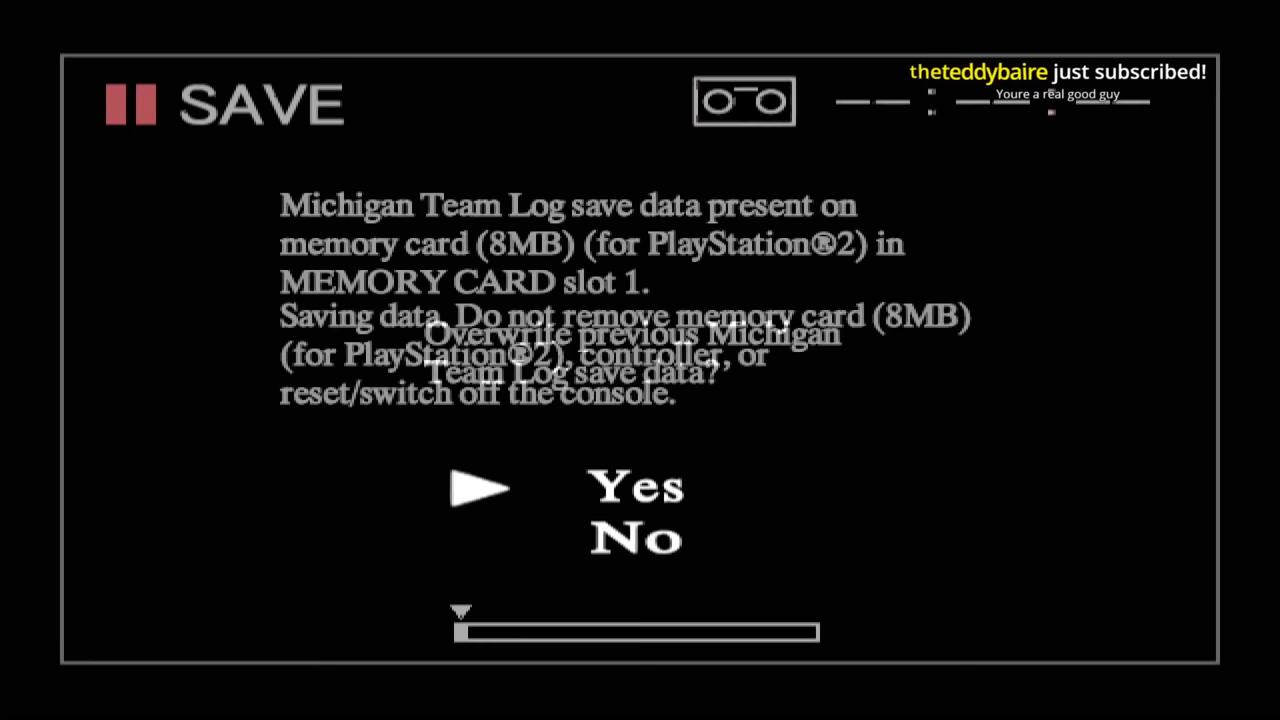 theteddybaire just subscribed!
Youre a real good guy
SAVE
-- : -- : --
Michigan Team Log save data present on
memory card (8MB) (for PlayStation®2) in
MEMORY CARD slot 1.
Saving data. Do not remove memory card (8MB)
Overwrite previous Michigan
(for PlayStation®2), controller, or
Team Log save data?
reset/switch off the console.
Yes
No